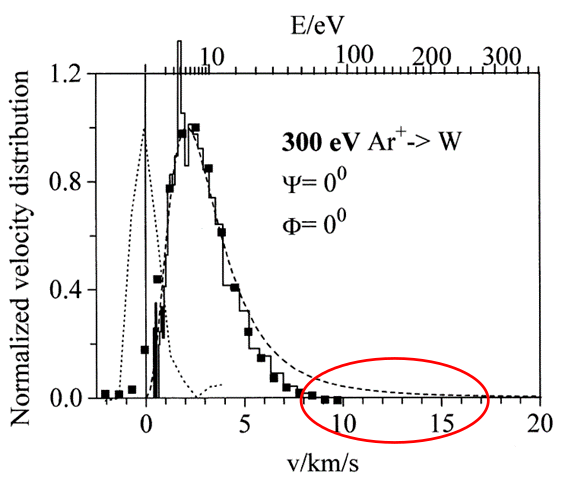 E/eV
10 100 200 300
1.2
0.8
0.4
0.0
Normalized velocity distribution
300 eV Ar⁺-> W
Ψ= 0⁰
Φ= 0⁰
0 5 10 15 20
v/km/s